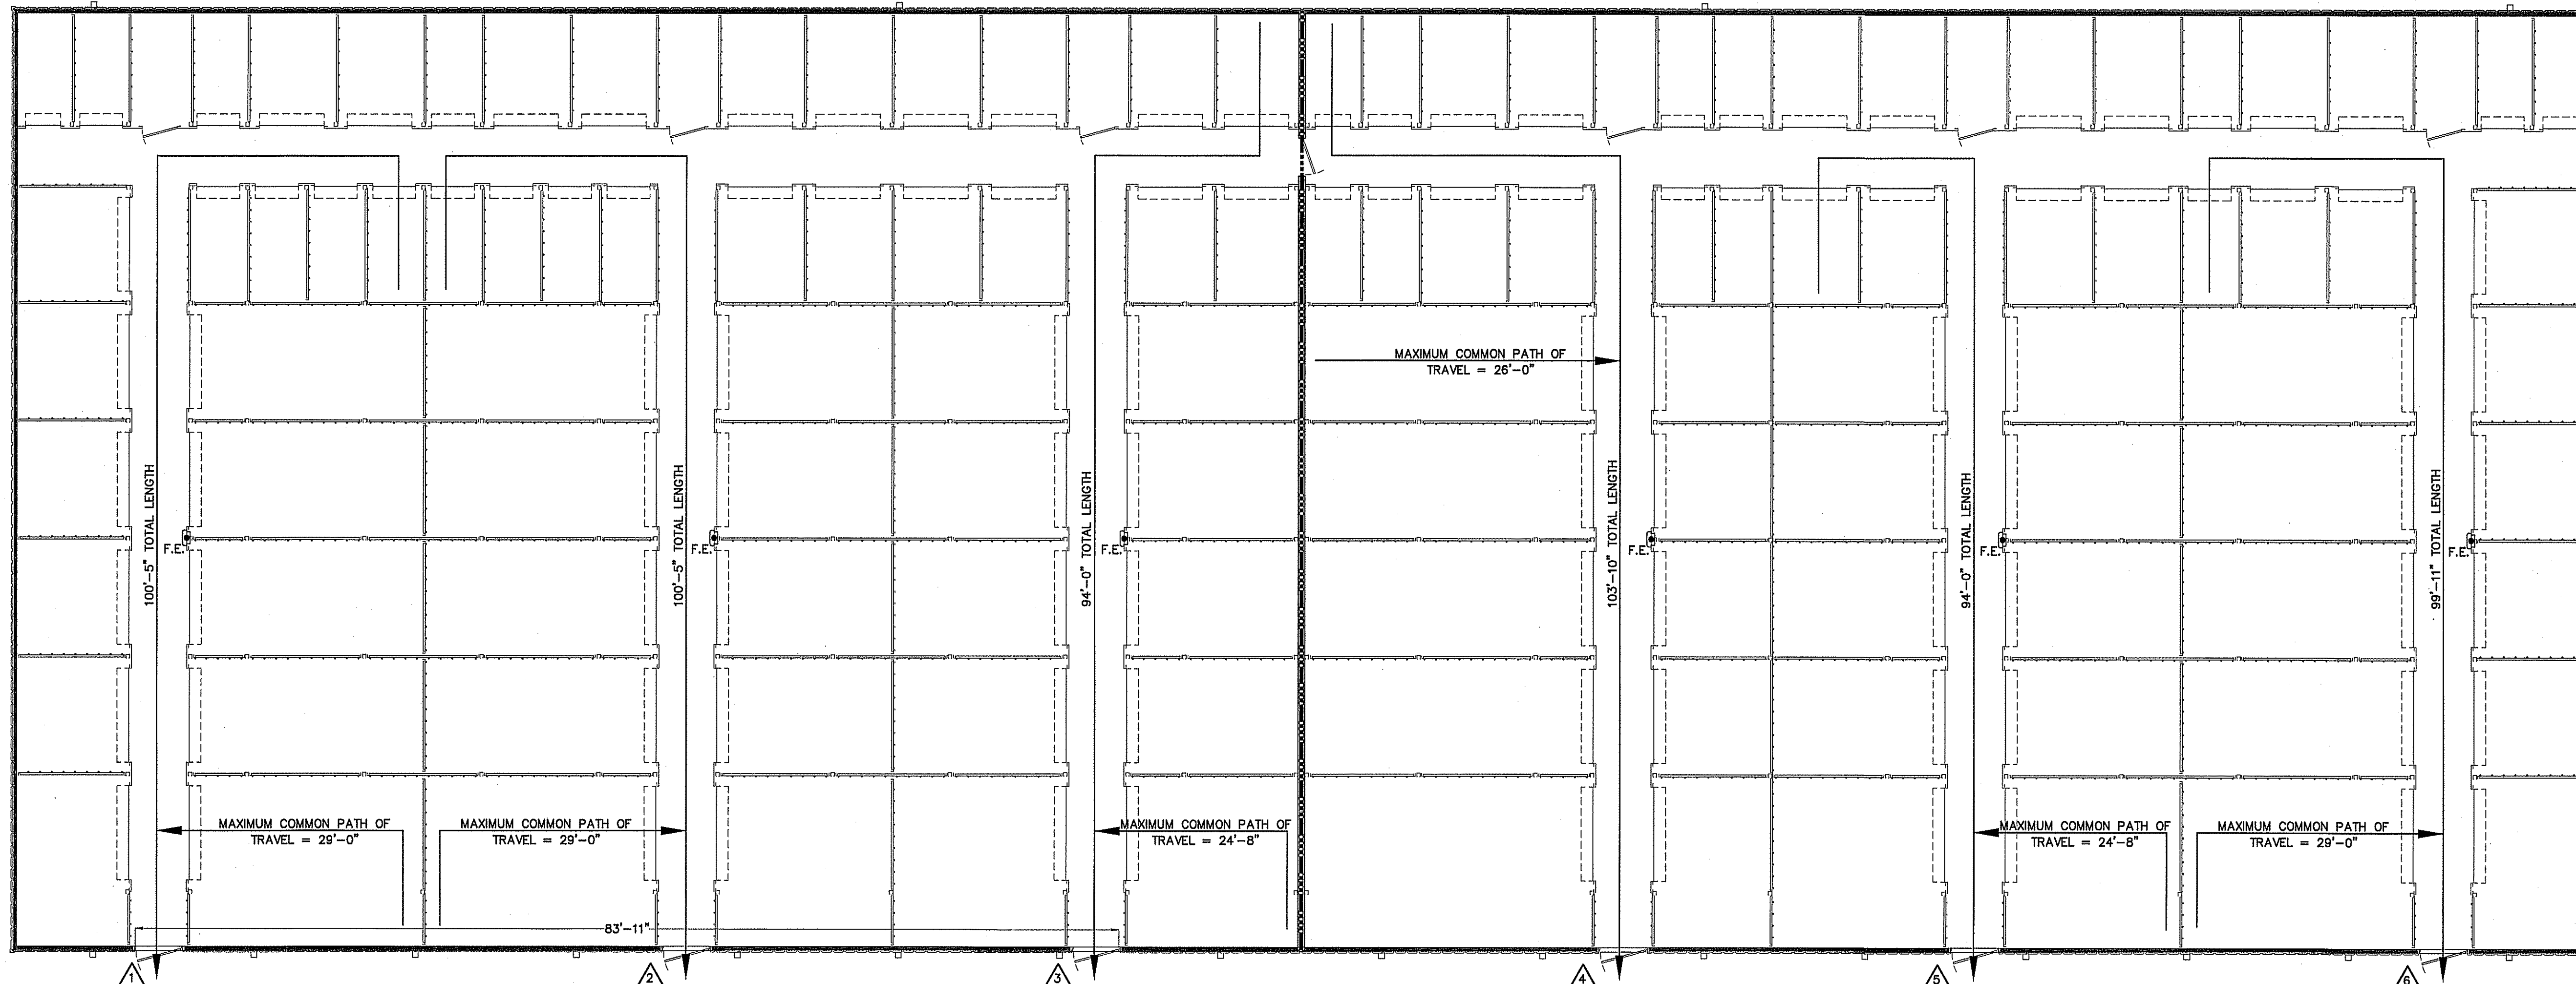 MAXIMUM COMMON PATH OF
TRAVEL = 26'-0"
100'-5" TOTAL LENGTH
F.E.
100'-5" TOTAL LENGTH
F.E.
94'-0" TOTAL LENGTH
F.E.
103'-10" TOTAL LENGTH
F.E.
94'-0" TOTAL LENGTH
F.E.
99'-11" TOTAL LENGTH
F.E.
MAXIMUM COMMON PATH OF
TRAVEL = 29'-0"
MAXIMUM COMMON PATH OF
TRAVEL = 29'-0"
MAXIMUM COMMON PATH OF
TRAVEL = 24'-8"
MAXIMUM COMMON PATH OF
TRAVEL = 24'-8"
MAXIMUM COMMON PATH OF
TRAVEL = 29'-0"
83'-11"
1
2
3
4
5
6